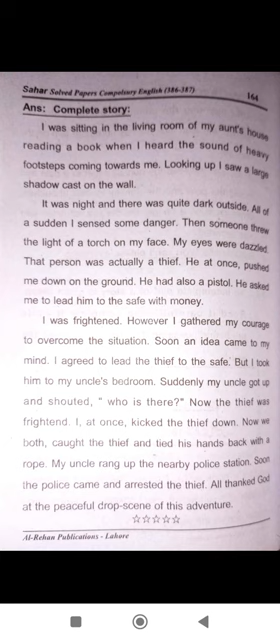 Sahar Solved Papers Compulsory English (386-387)
164
Ans: Complete story:
I was sitting in the living room of my aunt's house
reading a book when I heard the sound of heavy
footsteps coming towards me. Looking up I saw a large
shadow cast on the wall.
It was night and there was quite dark outside. All of
a sudden I sensed some danger. Then someone threw
the light of a torch on my face. My eyes were dazzled.
That person was actually a thief. He at once, pushed
me down on the ground. He had also a pistol. He asked
me to lead him to the safe with money.
I was frightened. However I gathered my courage
to overcome the situation. Soon an idea came to my
mind. I agreed to lead the thief to the safe. But I took
him to my uncle's bedroom. Suddenly my uncle got up
and shouted, " who is there?" Now the thief was
frightend. I, at once, kicked the thief down. Now we
both, caught the thief and tied his hands back with a
rope. My uncle rang up the nearby police station. Soon
the police came and arrested the thief. All thanked God
at the peaceful drop-scene of this adventure.
☆☆☆☆☆
Al-Rehan Publications - Lahore